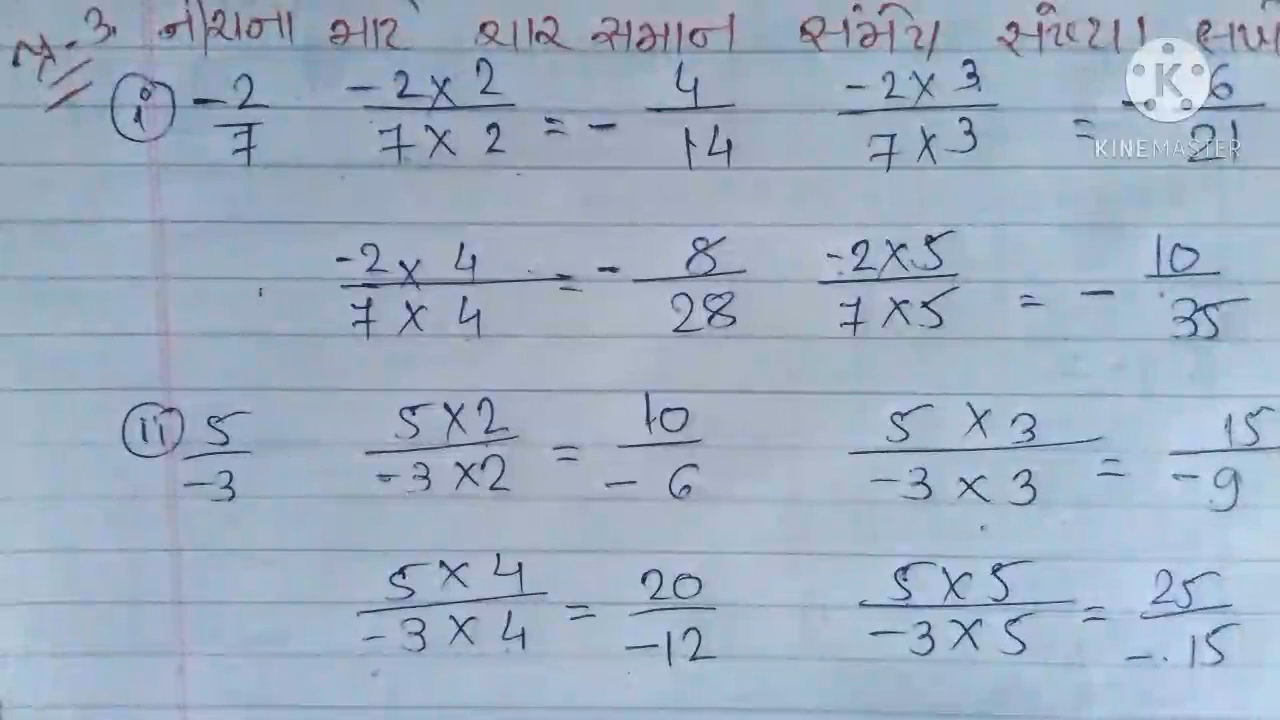 પ્ર-3. નીચેના માટે ચાર સમાન સંમેય સંખ્યા આપો
(i) -2/7 -2 x 2 / 7 x 2 = - 4/14 -2 x 3 / 7 x 3 = - 6/21
KINEMASTER
-2 x 4 / 7 x 4 = - 8/28 -2 x 5 / 7 x 5 = - 10/35
(ii) 5/-3 5 x 2 / -3 x 2 = 10/-6 5 x 3 / -3 x 3 = 15/-9
5 x 4 / -3 x 4 = 20/-12 5 x 5 / -3 x 5 = 25/-15